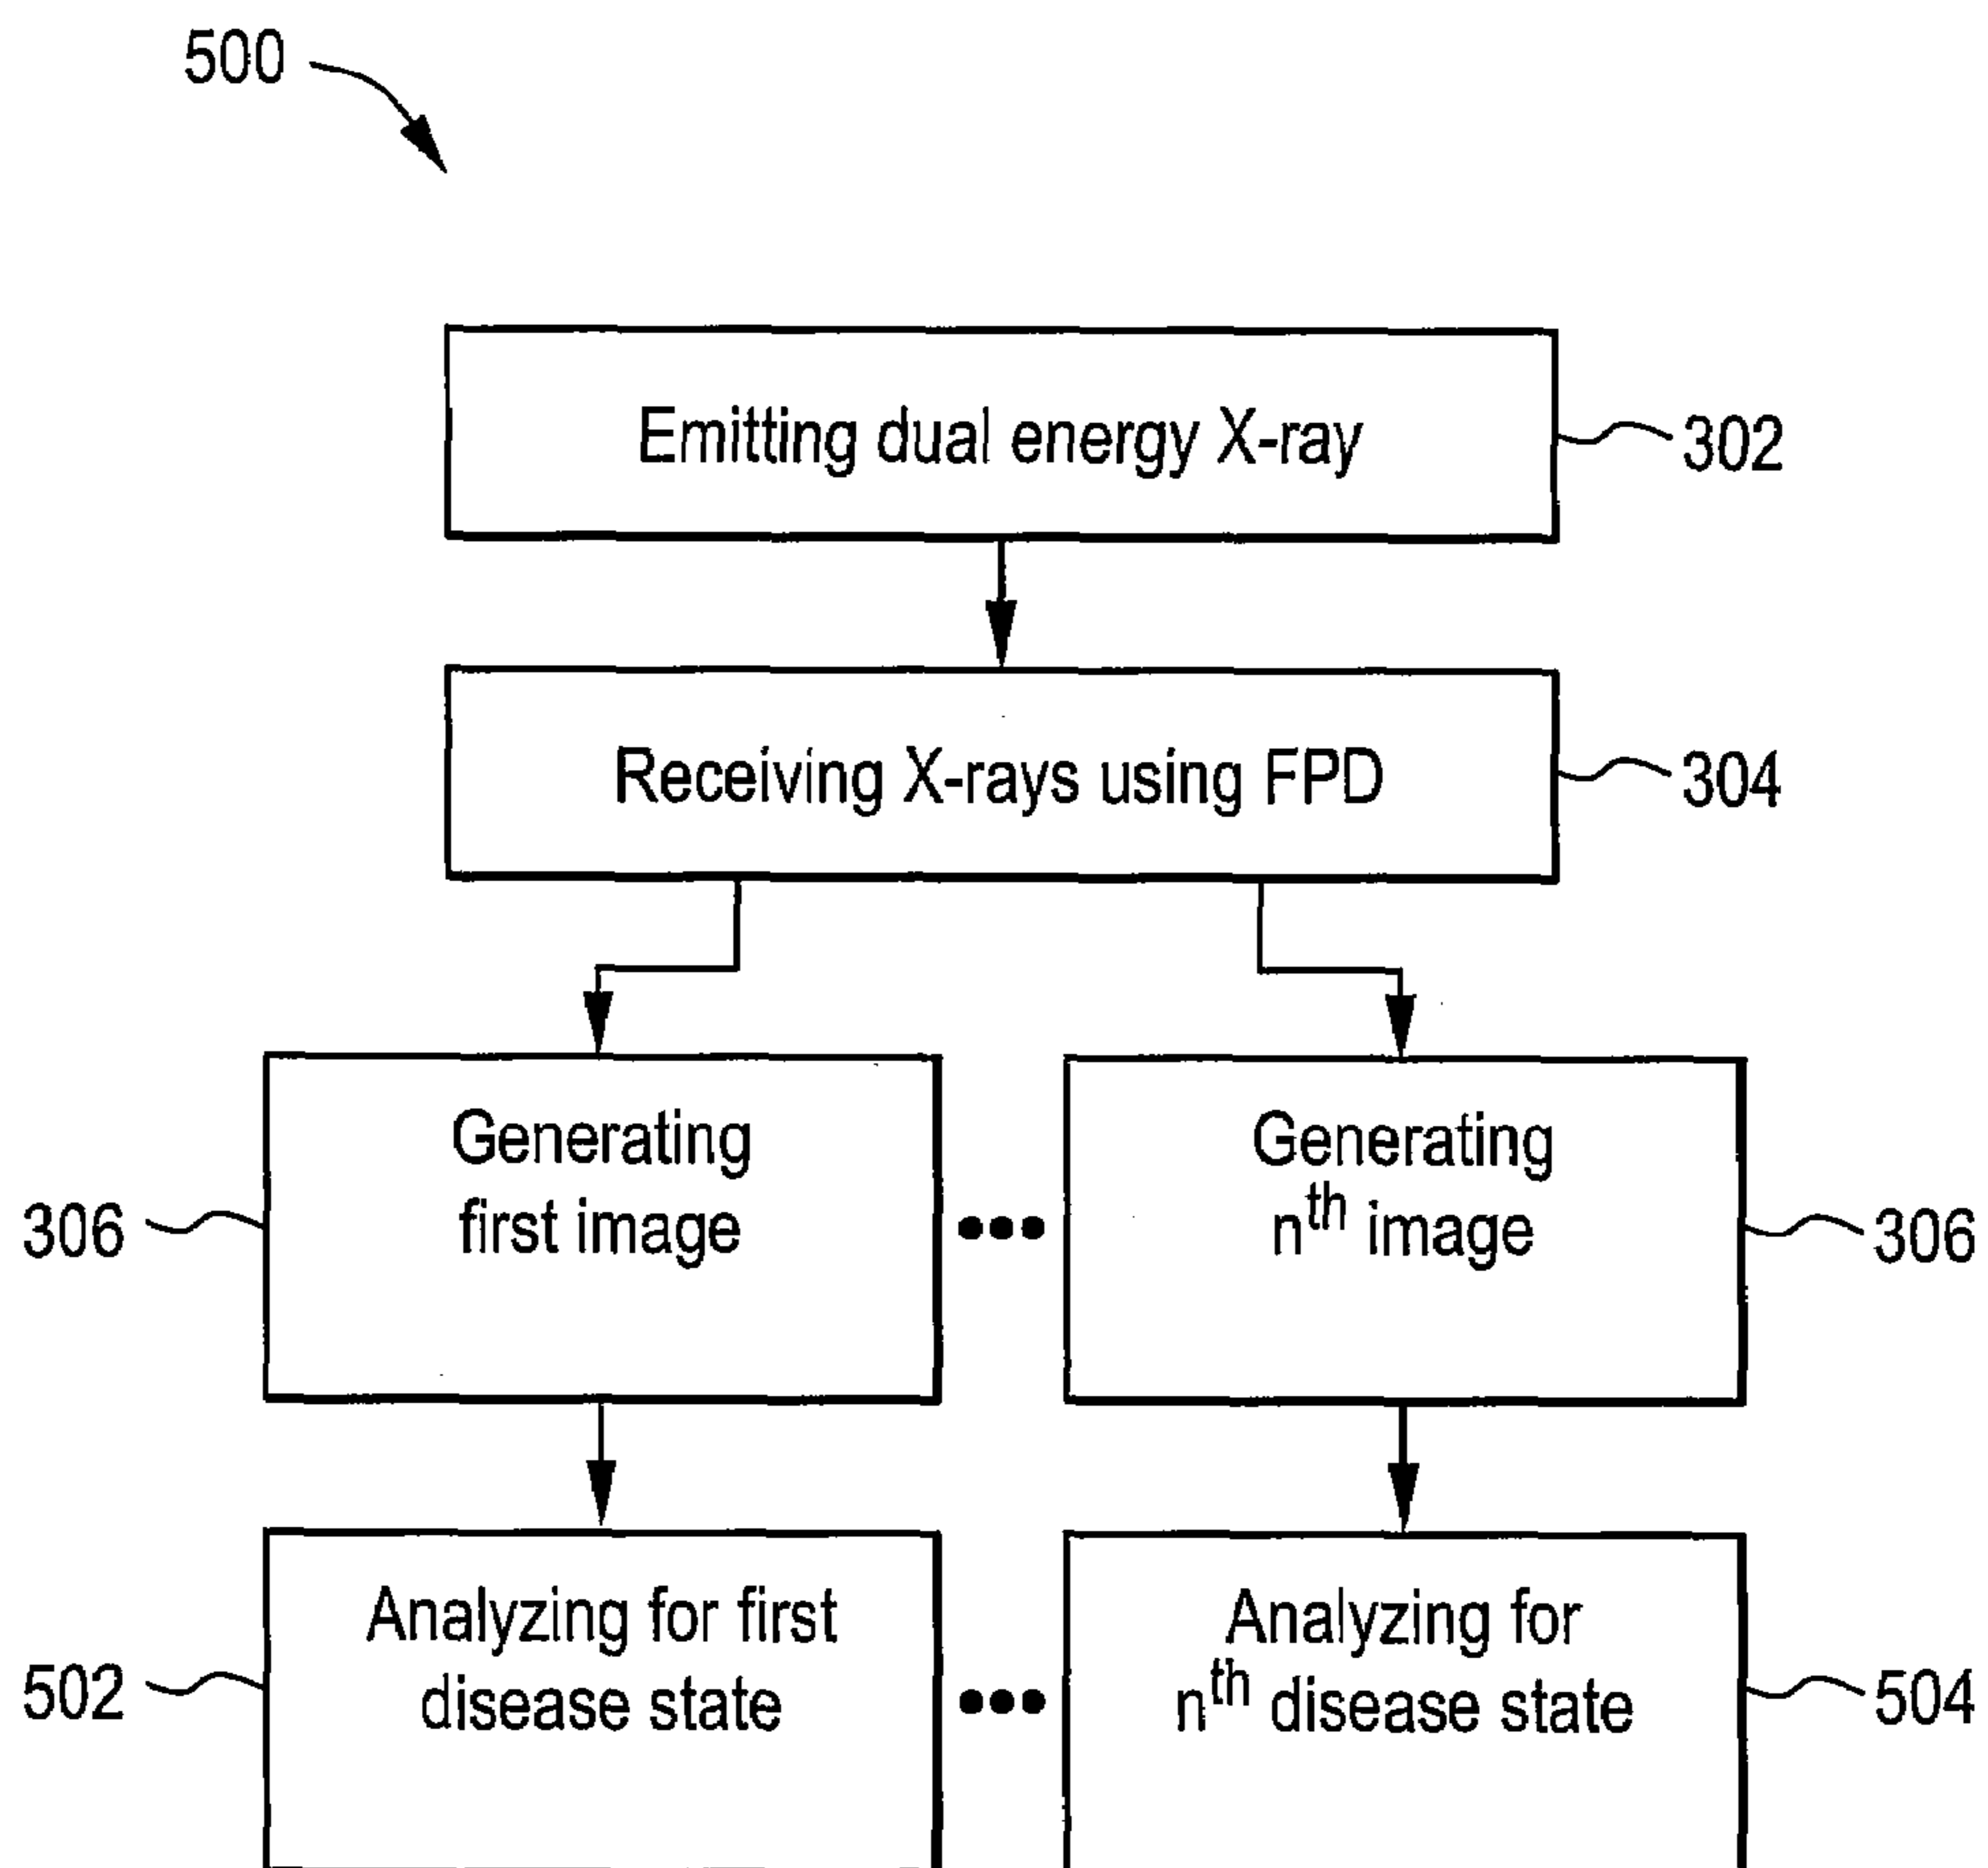 500
Emitting dual energy X-ray
302
Receiving X-rays using FPD
304
Generating
first image
306
Generating
nth image
306
Analyzing for first
disease state
502
Analyzing for
nth disease state
504